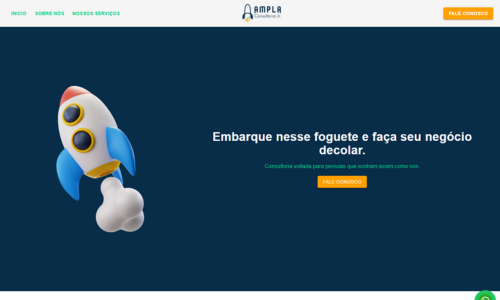 INICIO
SOBRE NÓS
NOSSOS SERVIÇOS
AMPLA
Consultoria Jr.
FALE CONOSCO
Embarque nesse foguete e faça seu negócio
decolar.
Consultoria voltada para pessoas que sonham assim como nós.
FALE CONOSCO